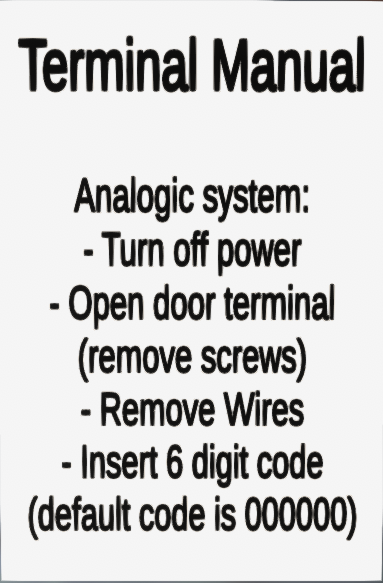 Terminal Manual
Analogic system:
- Turn off power
- Open door terminal
(remove screws)
- Remove Wires
- Insert 6 digit code
(default code is 000000)